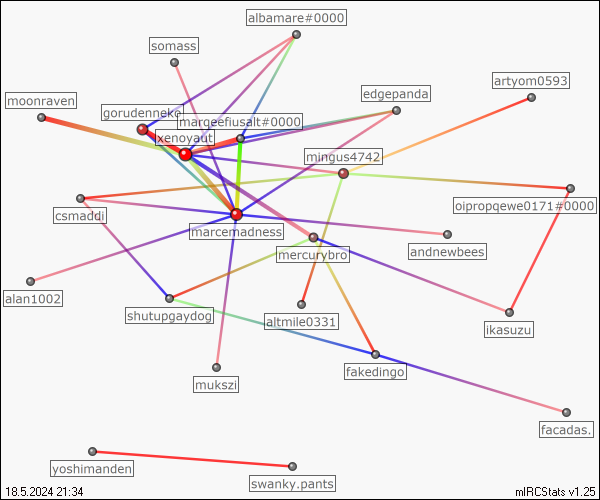 albamare#0000
somass
artyom0593
edgepanda
moonraven
gorudenneko
marqeefiusalt#0000
xenoyaut
mingus4742
oipropqewe0171#0000
csmaddi
marcemadness
andnewbees
mercurybro
alan1002
shutupgaydog
altmile0331
ikasuzu
fakedingo
mukszi
facadas.
yoshimanden
swanky.pants
18.5.2024 21:34
mIRCStats v1.25